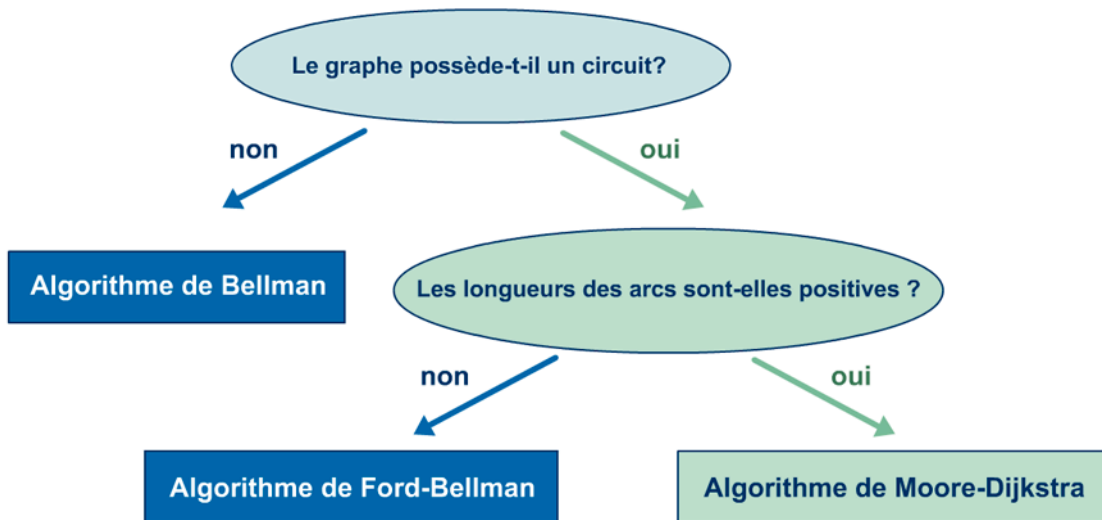 Le graphe possède-t-il un circuit?
non
oui
Algorithme de Bellman
Les longueurs des arcs sont-elles positives ?
non
oui
Algorithme de Ford-Bellman
Algorithme de Moore-Dijkstra